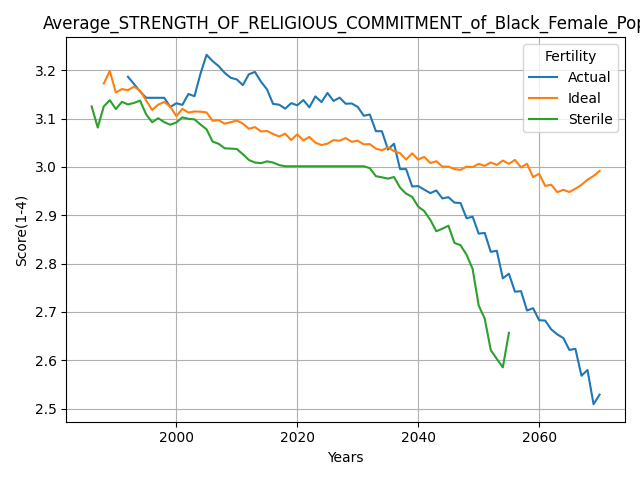 Average_STRENGTH_OF_RELIGIOUS_COMMITMENT_of_Black_Female_Pop
Fertility
Actual
Ideal
Sterile
Score(1-4)
3.2
3.1
3.0
2.9
2.8
2.7
2.6
2.5
2000
2020
2040
2060
Years